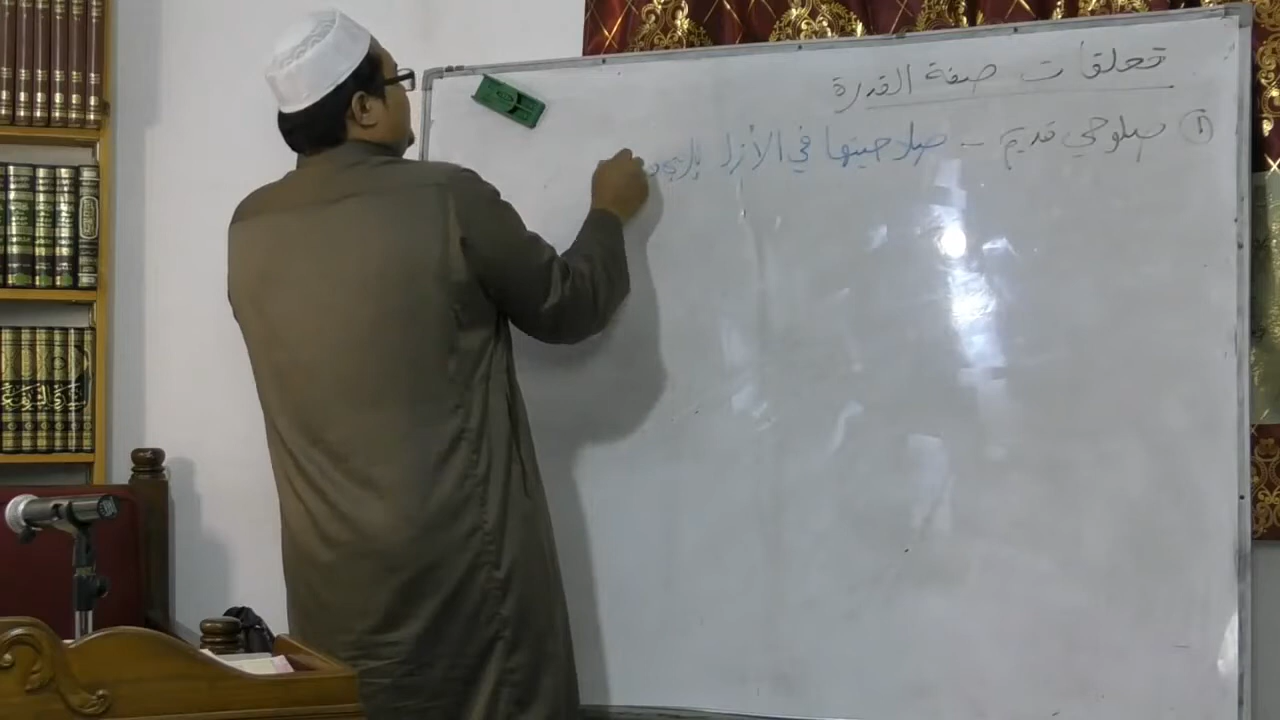 تعلقات صفة القدرة
١ صلوحي قديم - صلاحيتها في الأزل